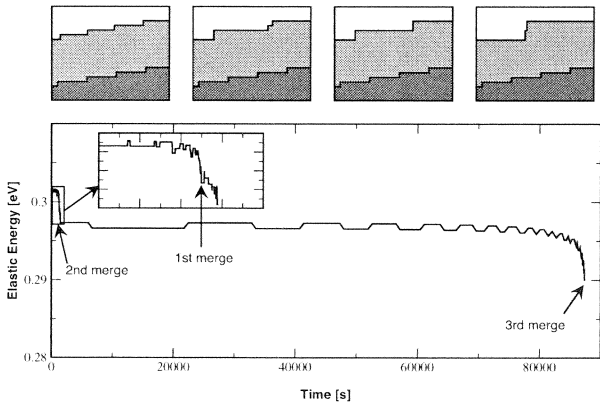 1st merge
0.3
2nd merge
3rd merge
0.29
0.28
0
20000
40000
60000
80000
Elastic Energy [eV]
Time [s]